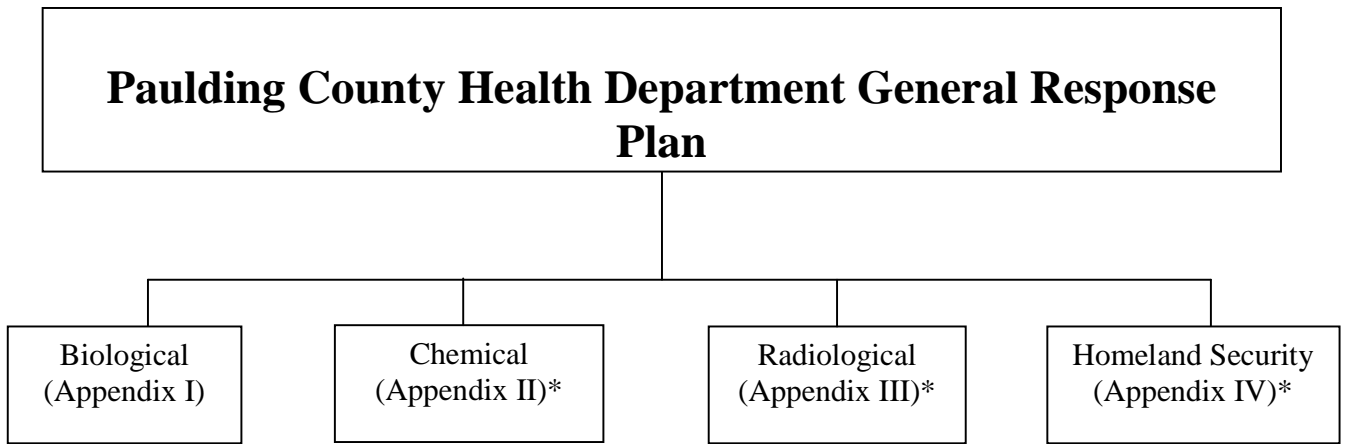 Paulding County Health Department General Response
Plan
Biological
(Appendix I)
Chemical
(Appendix II)*
Radiological
(Appendix III)*
Homeland Security
(Appendix IV)*